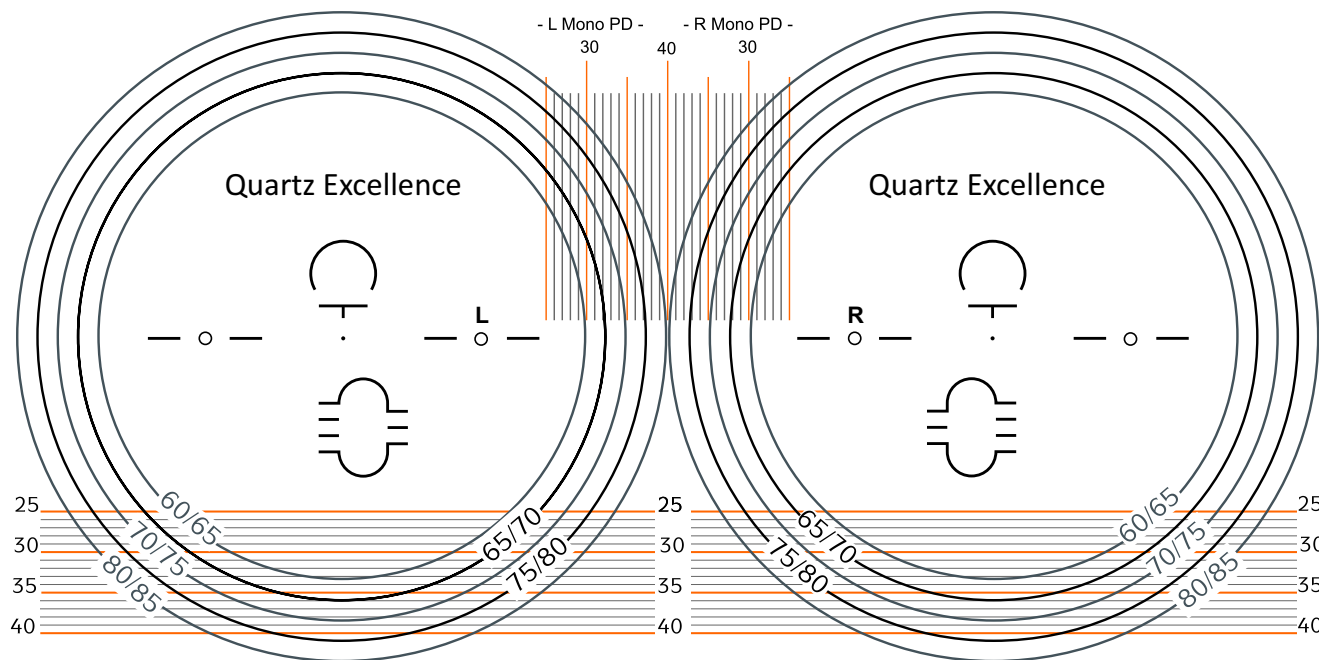 - L Mono PD - - R Mono PD -
30 40 30
Quartz Excellence Quartz Excellence
L R
25 25 25
60/65 65/70 65/70 60/65
30 30 30
70/75 75/80 75/80 70/75
35 35 35
80/85 80/85
40 40 40